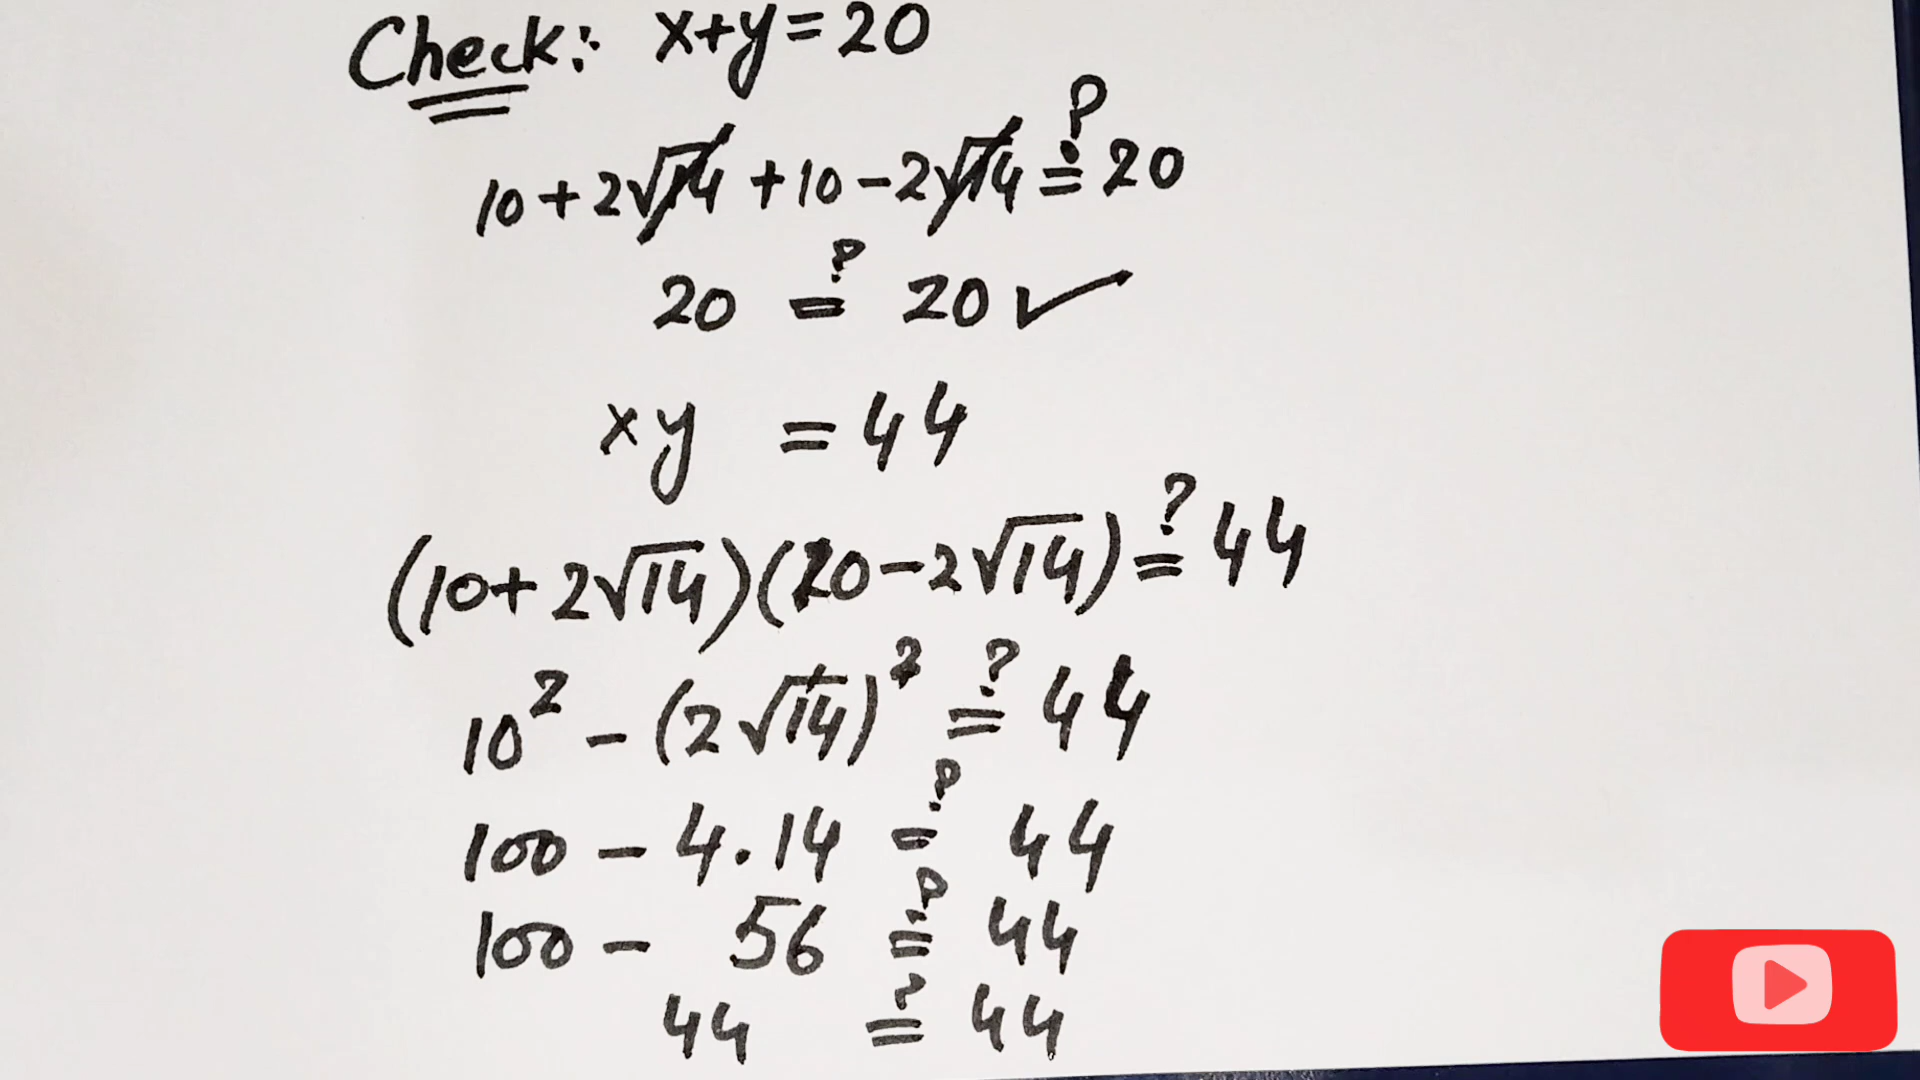 Check: x+y=20
10+2√14+10-2√14≟20
20 ≟ 20✓
xy = 44
(10+2√14)(10-2√14)≟44
10²-(2√14)²≟44
100-4.14≟44
100-56≟44
44≟44